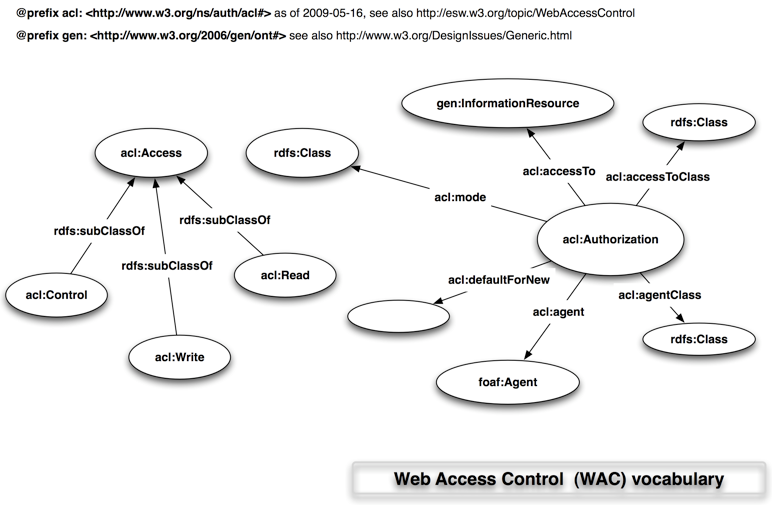 @prefix acl: <http://www.w3.org/ns/auth/acl#> as of 2009-05-16, see also http://esw.w3.org/topic/WebAccessControl
@prefix gen: <http://www.w3.org/2006/gen/ont#> see also http://www.w3.org/DesignIssues/Generic.html
gen:InformationResource
rdfs:Class
acl:Access
rdfs:Class
acl:accessTo
acl:accessToClass
acl:mode
rdfs:subClassOf
rdfs:subClassOf
acl:Authorization
rdfs:subClassOf
acl:Read
acl:defaultForNew
acl:Control
acl:agentClass
acl:agent
rdfs:Class
acl:Write
foaf:Agent
Web Access Control (WAC) vocabulary